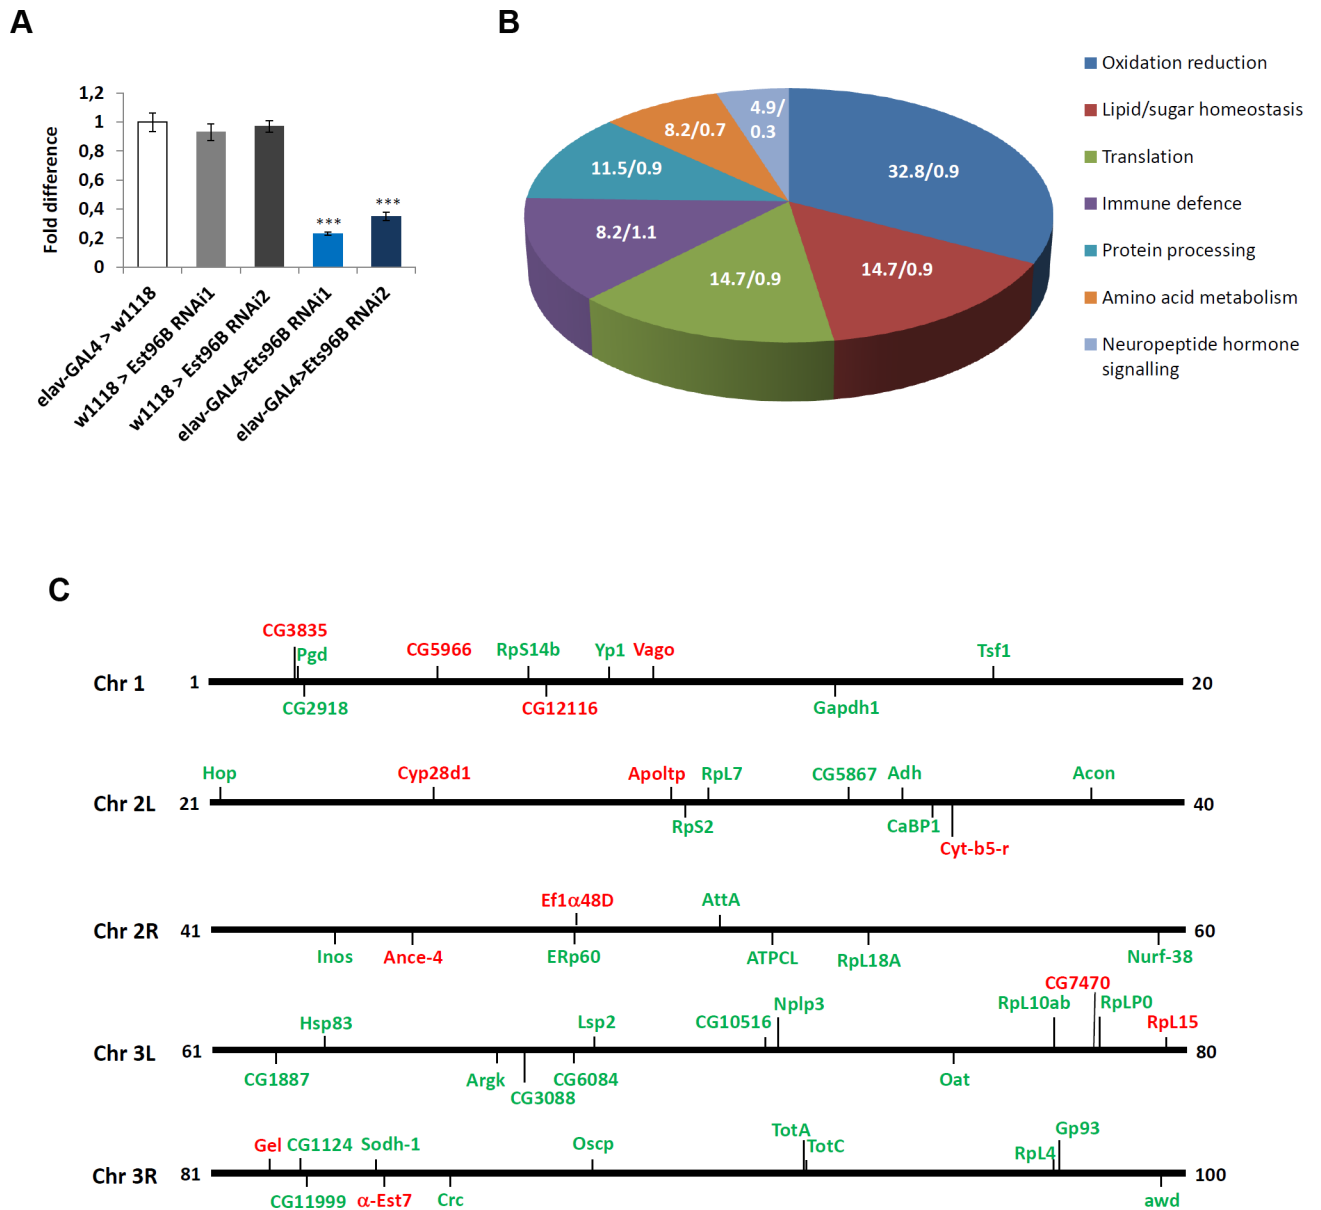 A
B
1,2
1
0,8
0,6
0,4
0,2
0
Fold difference
***
***
elav-GAL4 > w1118
w1118 > Est96B RNAi1
w1118 > Est96B RNAi2
elav-GAL4>Ets96B RNAi1
elav-GAL4>Ets96B RNAi2
4.9/
0.3
8.2/0.7
11.5/0.9
32.8/0.9
8.2/1.1
14.7/0.9
14.7/0.9
Oxidation reduction
Lipid/sugar homeostasis
Translation
Immune defence
Protein processing
Amino acid metabolism
Neuropeptide hormone
signalling
C
CG3835
Pgd CG5966 RpS14b Yp1 Vago Tsf1
Chr 1 1 20
CG2918 CG12116 Gapdh1
Hop Cyp28d1 Apoltp RpL7 CG5867 Adh Acon
Chr 2L 21 40
RpS2 CaBP1
Cyt-b5-r
Ef1α48D AttA
Chr 2R 41 60
Inos Ance-4 ERp60 ATPCL RpL18A Nurf-38
CG7470
Nplp3 RpL10ab RpLP0
Hsp83 Lsp2 CG10516 RpL15
Chr 3L 61 80
CG1887 Argk CG6084 Oat
CG3088
TotA Gp93
Gel CG1124 Sodh-1 Oscp TotC RpL4
Chr 3R 81 100
CG11999 α-Est7 Crc awd